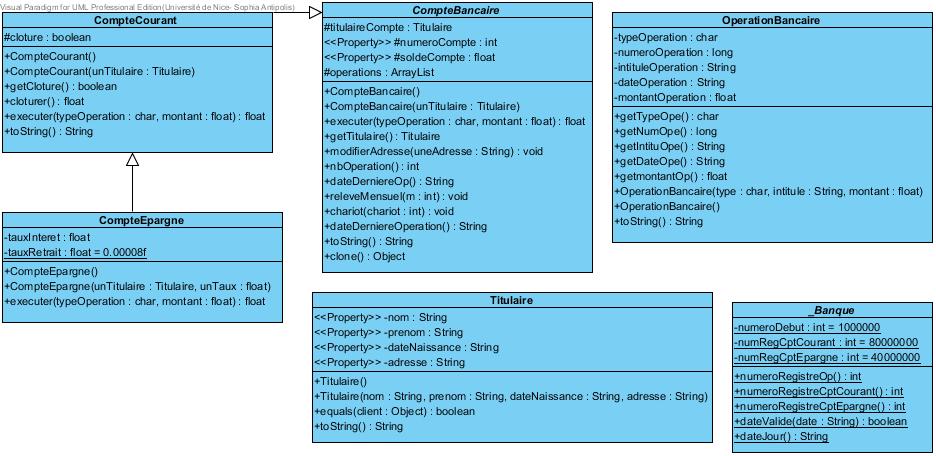 Visual Paradigm for UML Professional Edition(Université de Nice- Sophia Antipolis)
CompteCourant
#cloture : boolean
+CompteCourant()
+CompteCourant(unTitulaire : Titulaire)
+getCloture() : boolean
+cloturer() : float
+executer(typeOperation : char, montant : float) : float
+toString() : String
CompteBancaire
#titulaireCompte : Titulaire
<<Property>> #numeroCompte : int
<<Property>> #soldeCompte : float
#operations : ArrayList
+CompteBancaire()
+CompteBancaire(unTitulaire : Titulaire)
+executer(typeOperation : char, montant : float) : float
+getTitulaire() : Titulaire
+modifierAdresse(uneAdresse : String) : void
+nbOperation() : int
+dateDerniereOp() : String
+releveMensuel(m : int) : void
+chariot(chariot : int) : void
+dateDerniereOperation() : String
+toString() : String
+clone() : Object
OperationBancaire
-typeOperation : char
-numeroOperation : long
-intituleOperation : String
-dateOperation : String
-montantOperation : float
+getTypeOpe() : char
+getNumOpe() : long
+getIntituOpe() : String
+getDateOpe() : String
+getmontantOp() : float
+OperationBancaire(type : char, intitule : String, montant : float)
+OperationBancaire()
+toString() : String
CompteEpargne
-tauxInteret : float
-tauxRetrait : float = 0.00008f
+CompteEpargne()
+CompteEpargne(unTitulaire : Titulaire, unTaux : float)
+executer(typeOperation : char, montant : float) : float
Titulaire
<<Property>> -nom : String
<<Property>> -prenom : String
<<Property>> -dateNaissance : String
<<Property>> -adresse : String
+Titulaire()
+Titulaire(nom : String, prenom : String, dateNaissance : String, adresse : String)
+equals(client : Object) : boolean
+toString() : String
_Banque
-numeroDebut : int = 1000000
-numRegCptCourant : int = 80000000
-numRegCptEpargne : int = 40000000
+numeroRegistreOp() : int
+numeroRegistreCptCourant() : int
+numeroRegistreCptEpargne() : int
+dateValide(date : String) : boolean
+dateJour() : String